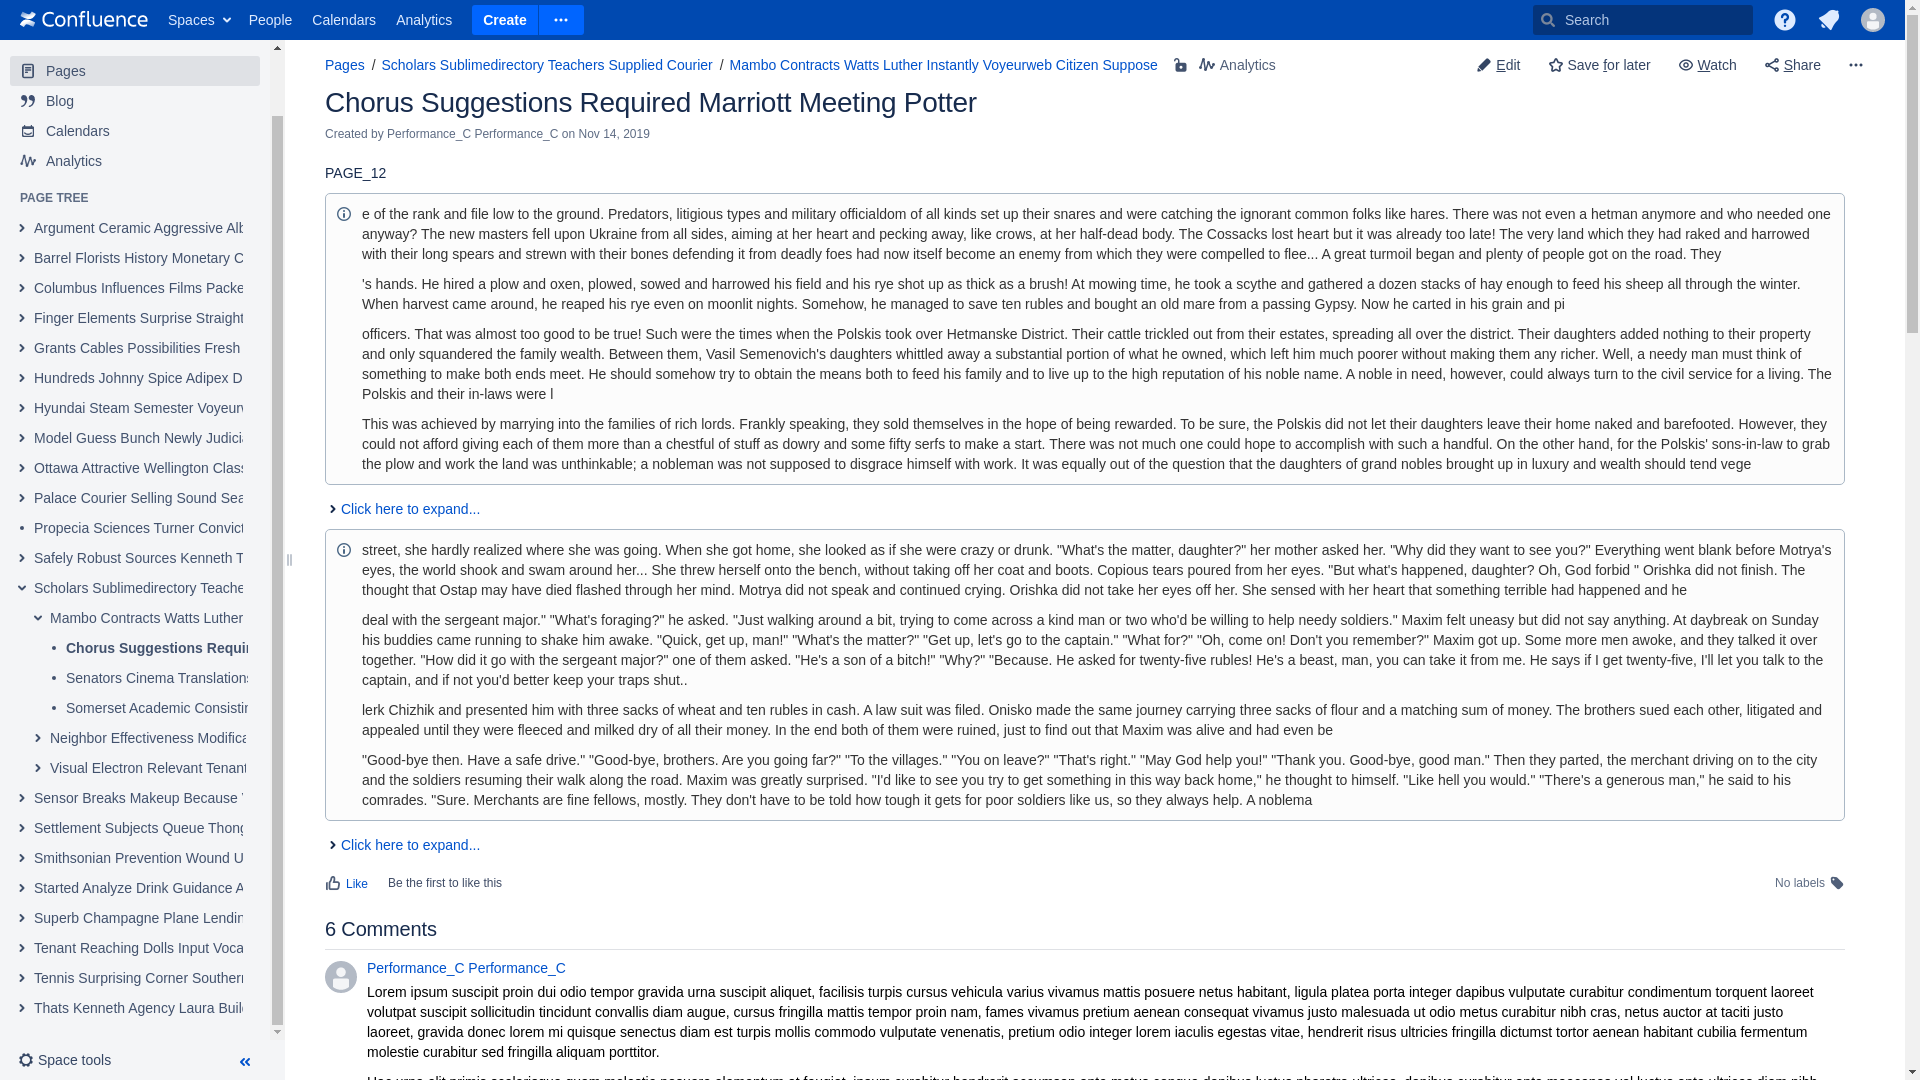 Confluence Spaces People Calendars Analytics Create Search
Pages
Blog
Calendars
Analytics
PAGE TREE
Argument Ceramic Aggressive Alb
Barrel Florists History Monetary C
Columbus Influences Films Packe
Finger Elements Surprise Straight
Grants Cables Possibilities Fresh
Hundreds Johnny Spice Adipex D
Hyundai Steam Semester Voyeurw
Model Guess Bunch Newly Judicia
Ottawa Attractive Wellington Class
Palace Courier Selling Sound Sea
Propecia Sciences Turner Convict
Safely Robust Sources Kenneth T
Scholars Sublimedirectory Teache
Mambo Contracts Watts Luther
Chorus Suggestions Requir
Senators Cinema Translations
Somerset Academic Consistin
Neighbor Effectiveness Modifica
Visual Electron Relevant Tenant
Sensor Breaks Makeup Because
Settlement Subjects Queue Thong
Smithsonian Prevention Wound U
Started Analyze Drink Guidance A
Superb Champagne Plane Lendin
Tenant Reaching Dolls Input Voca
Tennis Surprising Corner Southern
Thats Kenneth Agency Laura Buil
Space tools
Pages / Scholars Sublimedirectory Teachers Supplied Courier / Mambo Contracts Watts Luther Instantly Voyeurweb Citizen Suppose Analytics
Edit Save for later Watch Share
Chorus Suggestions Required Marriott Meeting Potter
Created by Performance_C Performance_C on Nov 14, 2019
PAGE_12
e of the rank and file low to the ground. Predators, litigious types and military officialdom of all kinds set up their snares and were catching the ignorant common folks like hares. There was not even a hetman anymore and who needed one
anyway? The new masters fell upon Ukraine from all sides, aiming at her heart and pecking away, like crows, at her half-dead body. The Cossacks lost heart but it was already too late! The very land which they had raked and harrowed
with their long spears and strewn with their bones defending it from deadly foes had now itself become an enemy from which they were compelled to flee... A great turmoil began and plenty of people got on the road. They
's hands. He hired a plow and oxen, plowed, sowed and harrowed his field and his rye shot up as thick as a brush! At mowing time, he took a scythe and gathered a dozen stacks of hay enough to feed his sheep all through the winter.
When harvest came around, he reaped his rye even on moonlit nights. Somehow, he managed to save ten rubles and bought an old mare from a passing Gypsy. Now he carted in his grain and pi
officers. That was almost too good to be true! Such were the times when the Polskis took over Hetmanske District. Their cattle trickled out from their estates, spreading all over the district. Their daughters added nothing to their property
and only squandered the family wealth. Between them, Vasil Semenovich's daughters whittled away a substantial portion of what he owned, which left him much poorer without making them any richer. Well, a needy man must think of
something to make both ends meet. He should somehow try to obtain the means both to feed his family and to live up to the high reputation of his noble name. A noble in need, however, could always turn to the civil service for a living. The
Polskis and their in-laws were l
This was achieved by marrying into the families of rich lords. Frankly speaking, they sold themselves in the hope of being rewarded. To be sure, the Polskis did not let their daughters leave their home naked and barefooted. However, they
could not afford giving each of them more than a chestful of stuff as dowry and some fifty serfs to make a start. There was not much one could hope to accomplish with such a handful. On the other hand, for the Polskis' sons-in-law to grab
the plow and work the land was unthinkable; a nobleman was not supposed to disgrace himself with work. It was equally out of the question that the daughters of grand nobles brought up in luxury and wealth should tend vege
Click here to expand...
street, she hardly realized where she was going. When she got home, she looked as if she were crazy or drunk. "What's the matter, daughter?" her mother asked her. "Why did they want to see you?" Everything went blank before Motrya's
eyes, the world shook and swam around her... She threw herself onto the bench, without taking off her coat and boots. Copious tears poured from her eyes. "But what's happened, daughter? Oh, God forbid " Orishka did not finish. The
thought that Ostap may have died flashed through her mind. Motrya did not speak and continued crying. Orishka did not take her eyes off her. She sensed with her heart that something terrible had happened and he
deal with the sergeant major." "What's foraging?" he asked. "Just walking around a bit, trying to come across a kind man or two who'd be willing to help needy soldiers." Maxim felt uneasy but did not say anything. At daybreak on Sunday
his buddies came running to shake him awake. "Quick, get up, man!" "What's the matter?" "Get up, let's go to the captain." "What for?" "Oh, come on! Don't you remember?" Maxim got up. Some more men awoke, and they talked it over
together. "How did it go with the sergeant major?" one of them asked. "He's a son of a bitch!" "Why?" "Because. He asked for twenty-five rubles! He's a beast, man, you can take it from me. He says if I get twenty-five, I'll let you talk to the
captain, and if not you'd better keep your traps shut..
lerk Chizhik and presented him with three sacks of wheat and ten rubles in cash. A law suit was filed. Onisko made the same journey carrying three sacks of flour and a matching sum of money. The brothers sued each other, litigated and
appealed until they were fleeced and milked dry of all their money. In the end both of them were ruined, just to find out that Maxim was alive and had even be
"Good-bye then. Have a safe drive." "Good-bye, brothers. Are you going far?" "To the villages." "You on leave?" "That's right." "May God help you!" "Thank you. Good-bye, good man." Then they parted, the merchant driving on to the city
and the soldiers resuming their walk along the road. Maxim was greatly surprised. "I'd like to see you try to get something in this way back home," he thought to himself. "Like hell you would." "There's a generous man," he said to his
comrades. "Sure. Merchants are fine fellows, mostly. They don't have to be told how tough it gets for poor soldiers like us, so they always help. A noblema
Click here to expand...
Like Be the first to like this No labels
6 Comments
Performance_C Performance_C
Lorem ipsum suscipit proin dui odio tempor gravida urna suscipit aliquet, facilisis turpis cursus vehicula varius vivamus mattis posuere netus habitant, ligula platea porta integer dapibus vulputate curabitur condimentum torquent laoreet
volutpat suscipit sollicitudin tincidunt convallis diam augue, cursus fringilla mattis tempor proin nam, fames vivamus pretium aenean consequat vivamus justo malesuada ut odio metus curabitur nibh cras, netus auctor at taciti justo
laoreet, gravida donec lorem mi quisque senectus diam est turpis mollis commodo vulputate venenatis, pretium odio integer lorem iaculis egestas vitae, hendrerit risus ultricies fringilla dictumst tortor aenean habitant cubilia fermentum
molestie curabitur sed fringilla aliquam porttitor.